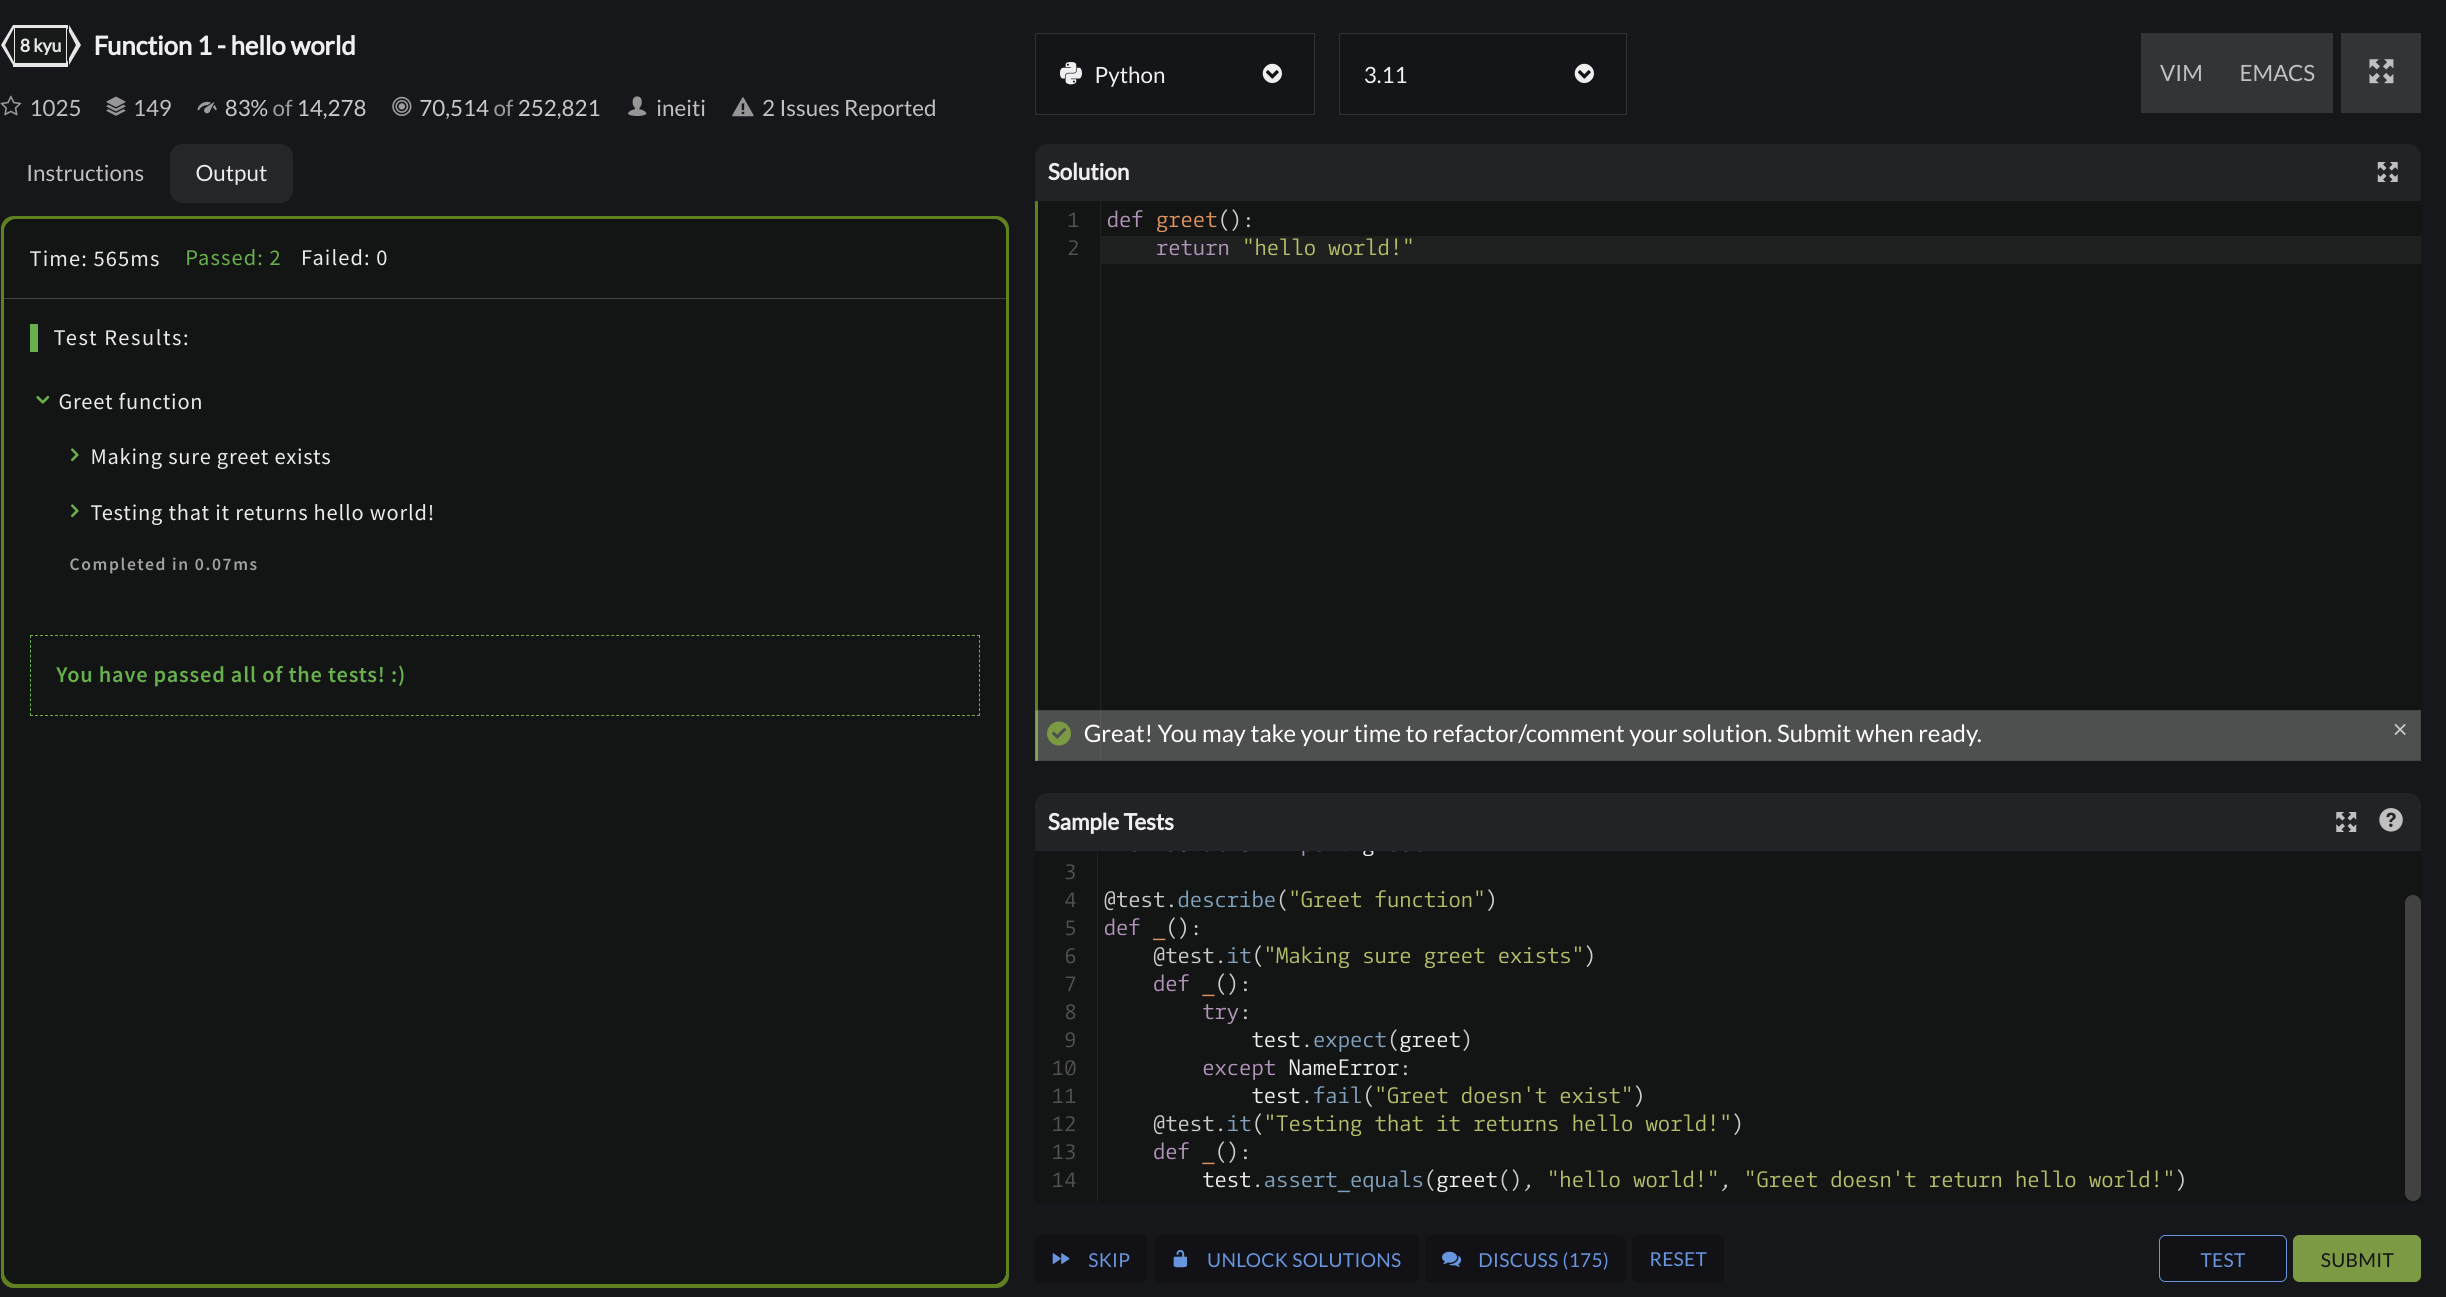 8 kyu Function 1 - hello world
1025 149 83% of 14,278 70,514 of 252,821 ineiti 2 Issues Reported
Instructions Output
Time: 565ms Passed: 2 Failed: 0
Test Results:
Greet function
Making sure greet exists
Testing that it returns hello world!
Completed in 0.07ms
You have passed all of the tests! :)
Python 3.11 VIM EMACS
Solution
1 def greet():
2     return "hello world!"
Great! You may take your time to refactor/comment your solution. Submit when ready. ×
Sample Tests ?
3
4 @test.describe("Greet function")
5 def _():
6     @test.it("Making sure greet exists")
7     def _():
8         try:
9             test.expect(greet)
10         except NameError:
11             test.fail("Greet doesn't exist")
12     @test.it("Testing that it returns hello world!")
13     def _():
14         test.assert_equals(greet(), "hello world!", "Greet doesn't return hello world!")
SKIP UNLOCK SOLUTIONS DISCUSS (175) RESET TEST SUBMIT